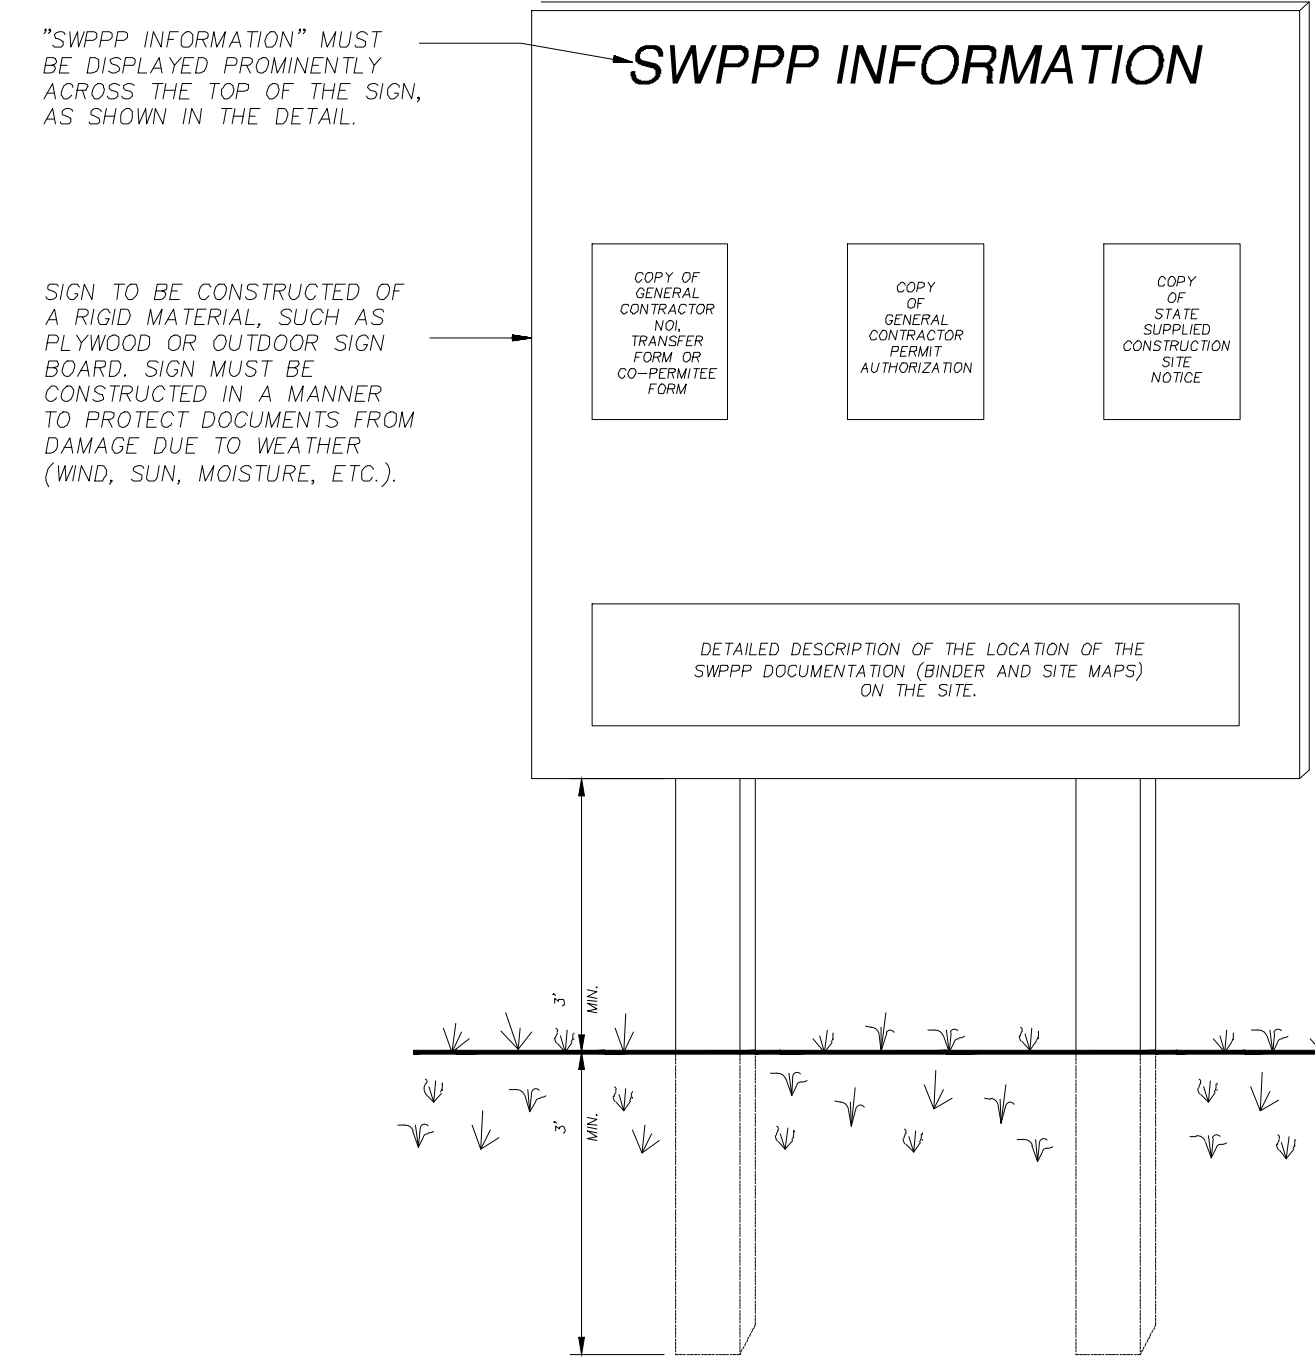 "SWPPP INFORMATION" MUST
BE DISPLAYED PROMINENTLY
ACROSS THE TOP OF THE SIGN,
AS SHOWN IN THE DETAIL.
SWPPP INFORMATION
SIGN TO BE CONSTRUCTED OF
A RIGID MATERIAL, SUCH AS
PLYWOOD OR OUTDOOR SIGN
BOARD. SIGN MUST BE
CONSTRUCTED IN A MANNER
TO PROTECT DOCUMENTS FROM
DAMAGE DUE TO WEATHER
(WIND, SUN, MOISTURE, ETC.).
COPY OF
GENERAL
CONTRACTOR
NOI,
TRANSFER
FORM OR
CO-PERMITEE
FORM
COPY
OF
GENERAL
CONTRACTOR
PERMIT
AUTHORIZATION
COPY
OF
STATE
SUPPLIED
CONSTRUCTION
SITE
NOTICE
DETAILED DESCRIPTION OF THE LOCATION OF THE
SWPPP DOCUMENTATION (BINDER AND SITE MAPS)
ON THE SITE.
3'
MIN.
3'
MIN.